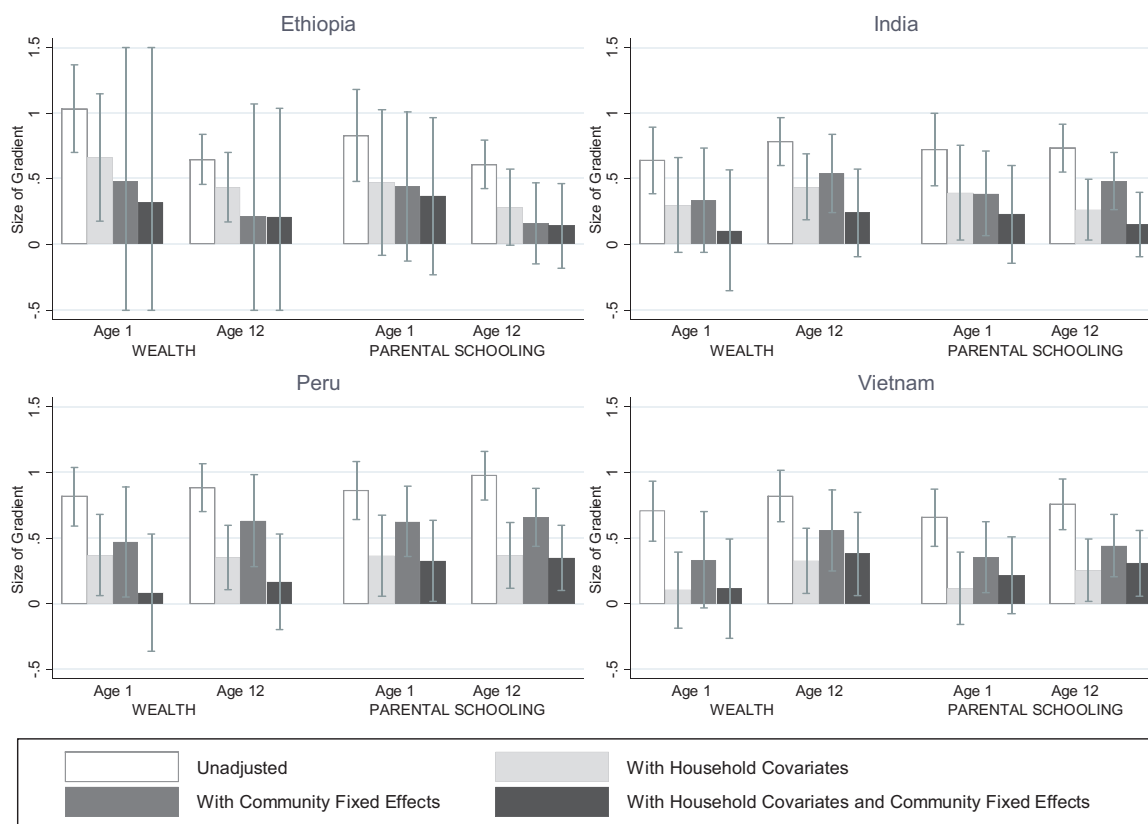 Ethiopia
Size of Gradient
1.5
1
.5
0
-.5
Age 1
Age 12
Age 1
Age 12
WEALTH
PARENTAL SCHOOLING
India
Size of Gradient
1.5
1
.5
0
-.5
Age 1
Age 12
Age 1
Age 12
WEALTH
PARENTAL SCHOOLING
Peru
Size of Gradient
1.5
1
.5
0
-.5
Age 1
Age 12
Age 1
Age 12
WEALTH
PARENTAL SCHOOLING
Vietnam
Size of Gradient
1.5
1
.5
0
-.5
Age 1
Age 12
Age 1
Age 12
WEALTH
PARENTAL SCHOOLING
Unadjusted
With Household Covariates
With Community Fixed Effects
With Household Covariates and Community Fixed Effects